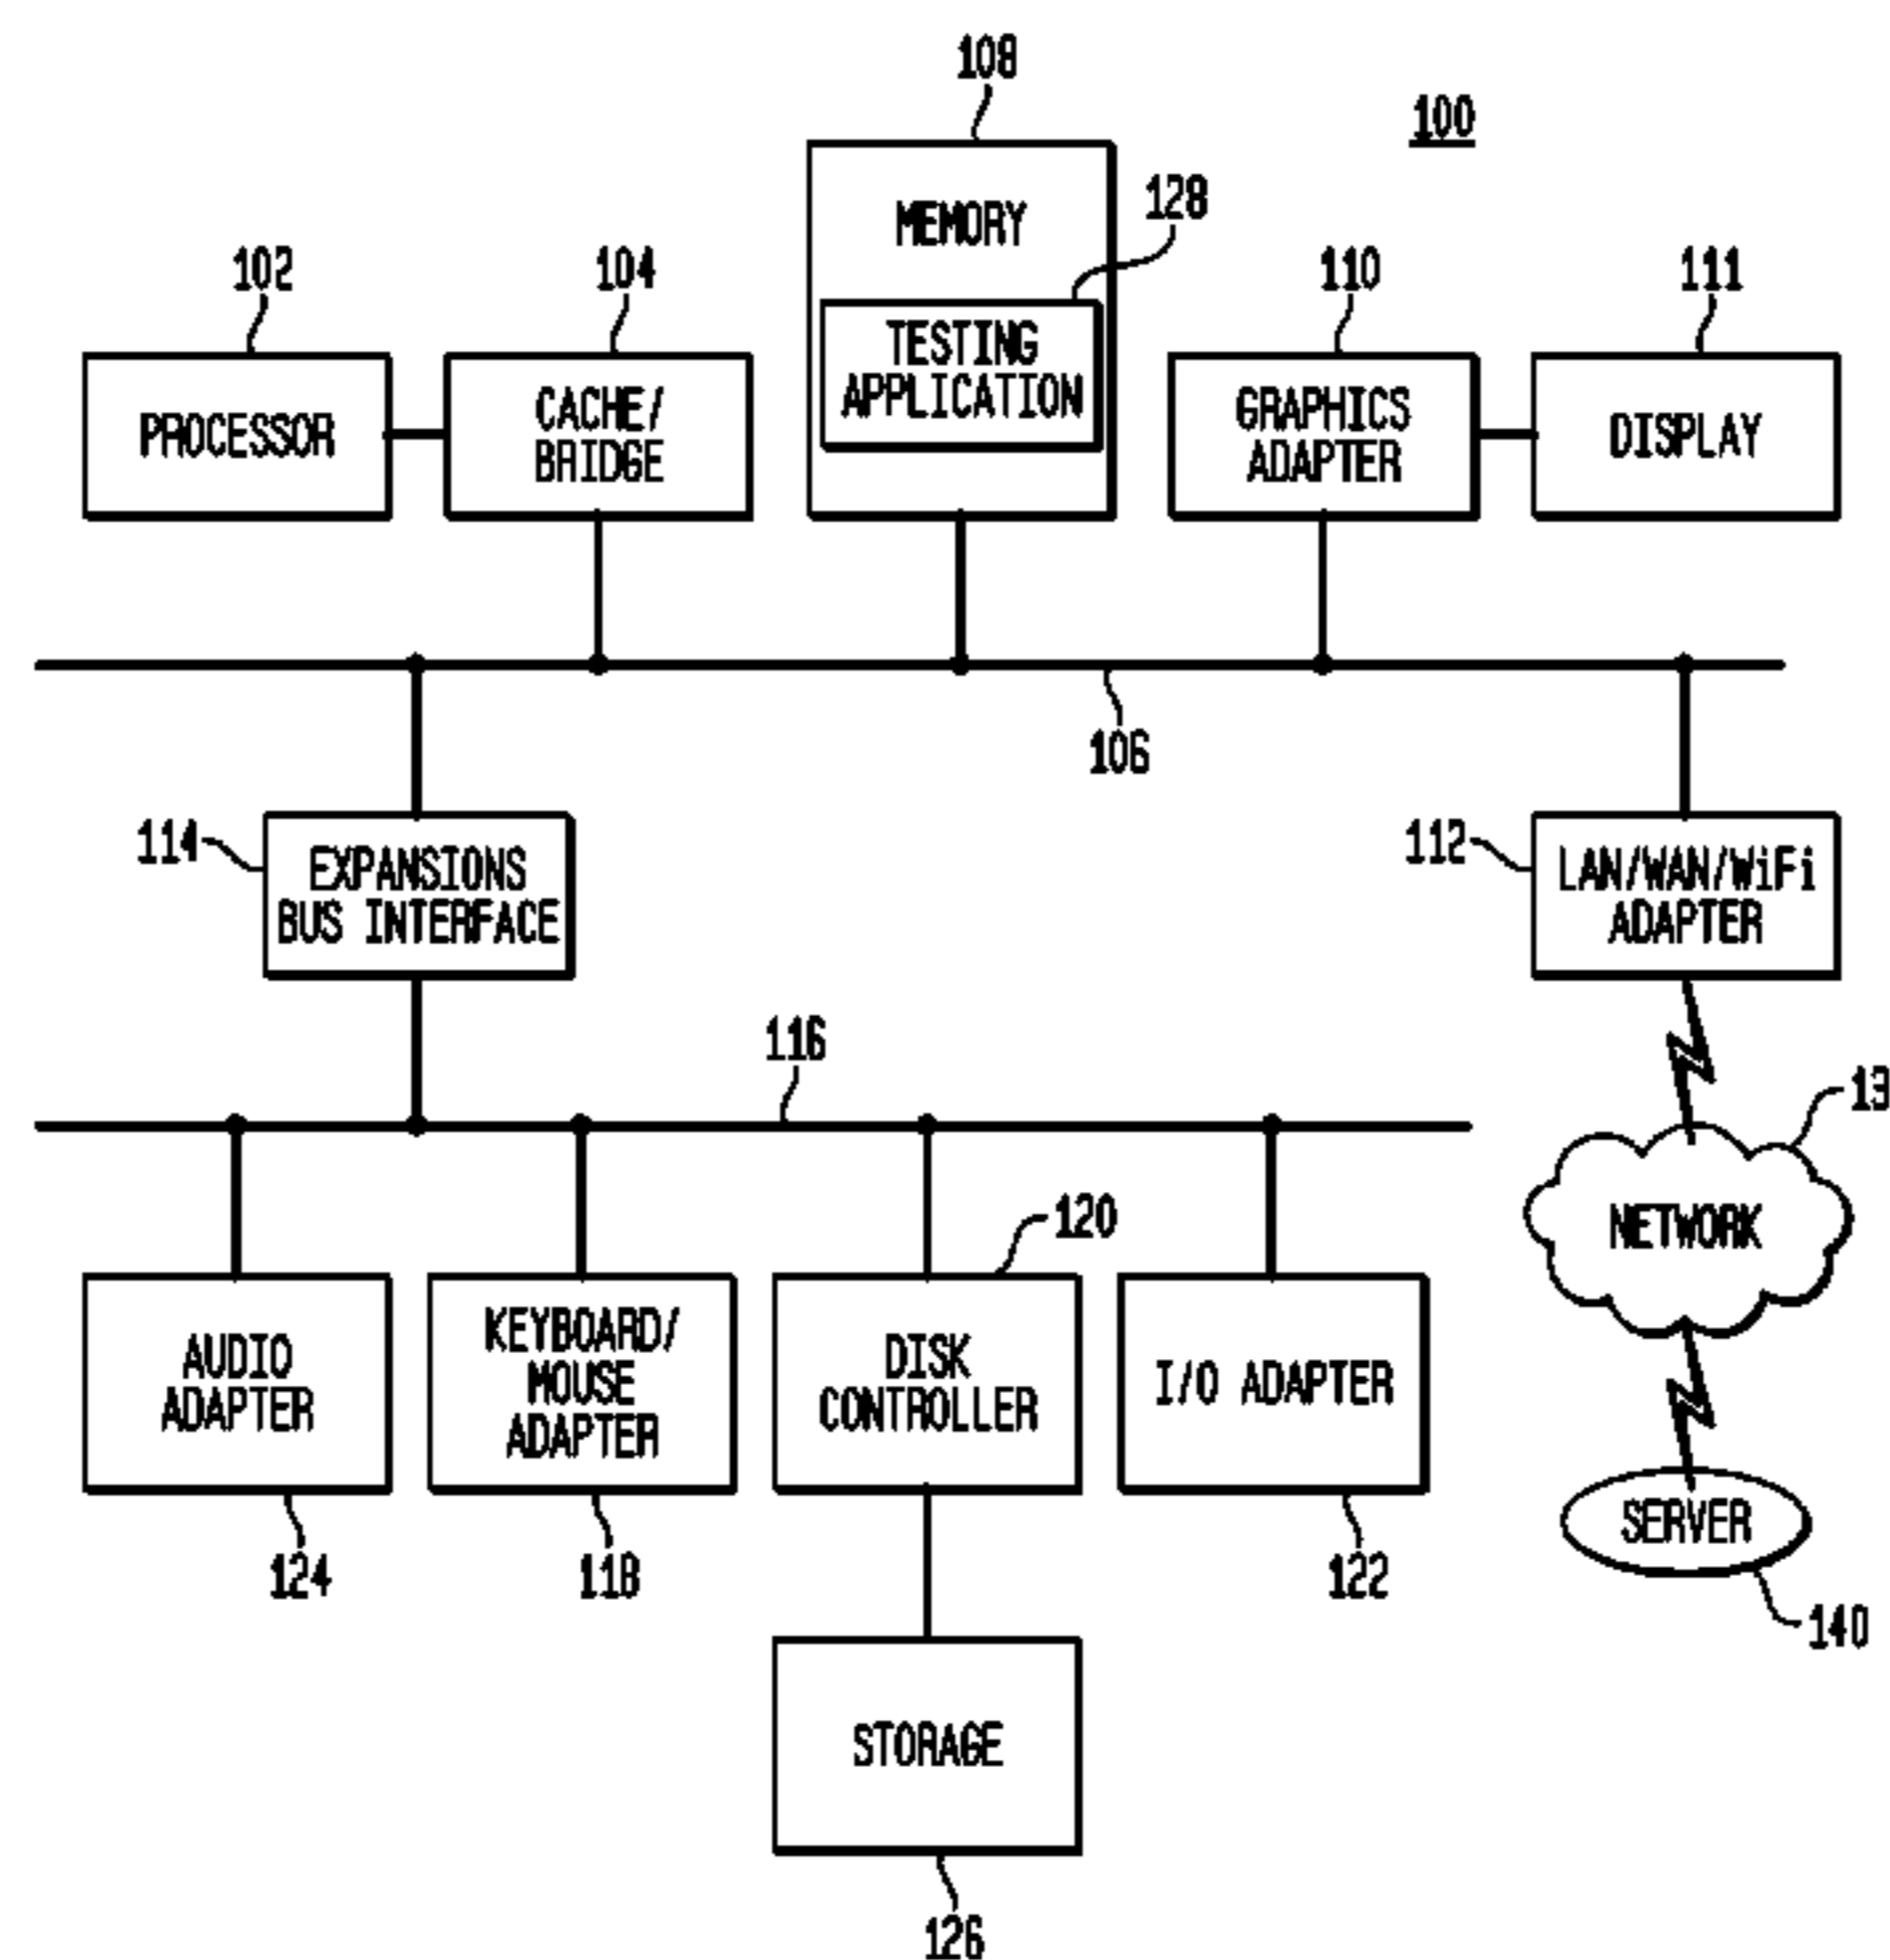 108
100
MEMORY
128
102
104
110
111
TESTING
APPLICATION
PROCESSOR
CACHE/
BRIDGE
GRAPHICS
ADAPTER
DISPLAY
106
114
EXPANSIONS
BUS INTERFACE
112
LAN/WAN/WiFi
ADAPTER
116
13
120
NETWORK
AUDIO
ADAPTER
KEYBOARD/
MOUSE
ADAPTER
DISK
CONTROLLER
I/O ADAPTER
SERVER
124
118
122
140
STORAGE
126